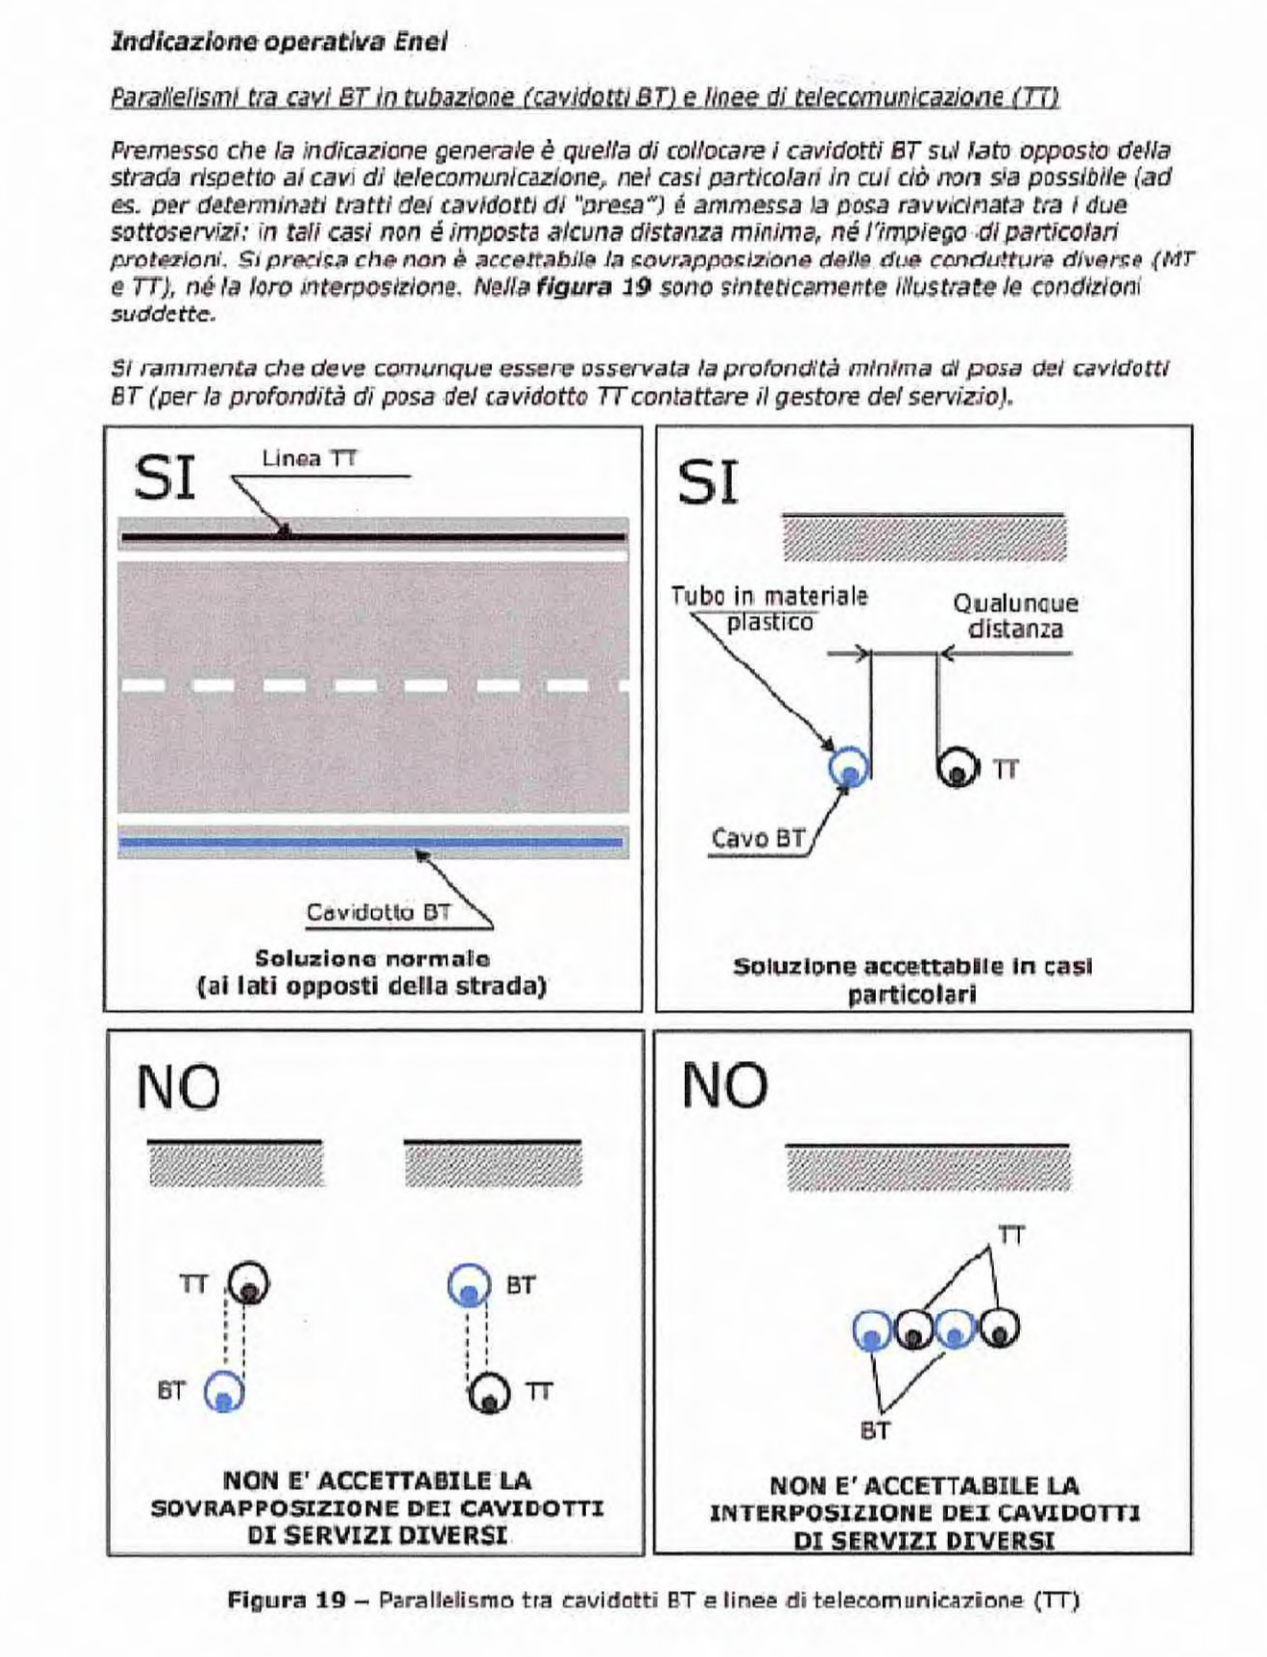 Indicazione operativa Enel
Parallelismi tra cavi BT in tubazione (cavidotti BT) e linee di telecomunicazione (TT)
Premesso che la indicazione generale è quella di collocare i cavidotti BT sul lato opposto della
strada rispetto ai cavi di telecomunicazione, nei casi particolari in cui ciò non sia possibile (ad
es. per determinati tratti dei cavidotti di "presa") é ammessa la posa ravvicinata tra i due
sottoservizi: in tali casi non é imposta alcuna distanza minima, né l'impiego di particolari
protezioni. Si precisa che non è accettabile la sovrapposizione delle due condutture diverse (MT
e TT), né la loro interposizione. Nella figura 19 sono sinteticamente illustrate le condizioni
suddette.
Si rammenta che deve comunque essere osservata la profondità minima di posa dei cavidotti
BT (per la profondità di posa del cavidotto TT contattare il gestore del servizio).
SI
Linea TT
Cavidotto BT
Soluzione normale
(ai lati opposti della strada)
SI
Tubo in materiale
plastico
Qualunque
distanza
TT
Cavo BT
Soluzione accettabile in casi
particolari
NO
TT
BT
BT
TT
NON E' ACCETTABILE LA
SOVRAPPOSIZIONE DEI CAVIDOTTI
DI SERVIZI DIVERSI
NO
TT
BT
NON E' ACCETTABILE LA
INTERPOSIZIONE DEI CAVIDOTTI
DI SERVIZI DIVERSI
Figura 19 – Parallelismo tra cavidotti BT e linee di telecomunicazione (TT)